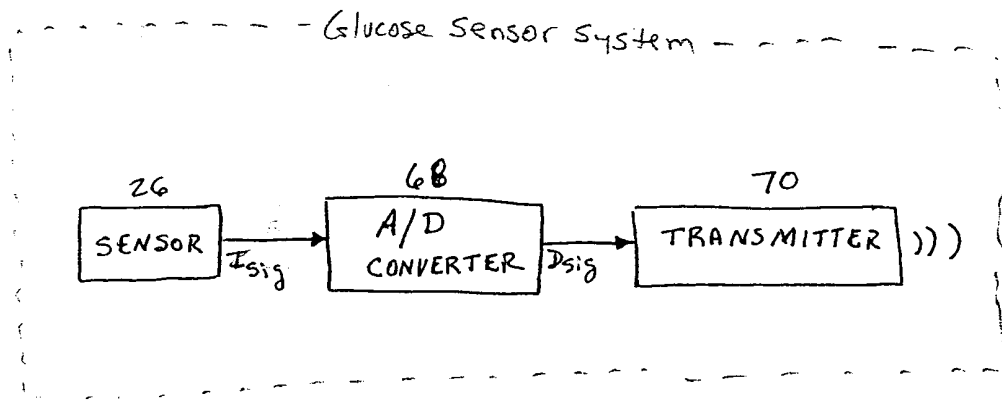 Glucose Sensor System
26
SENSOR
Isig
68
A/D
CONVERTER
Dsig
70
TRANSMITTER